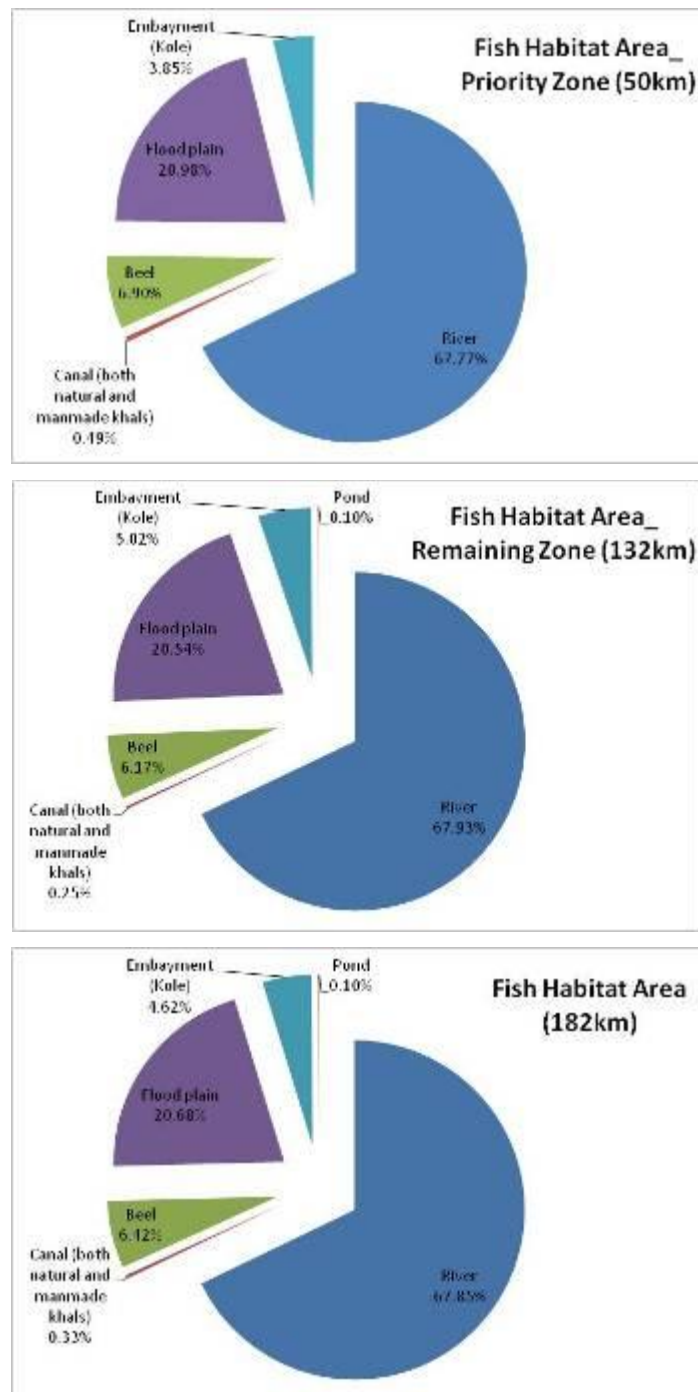 Embayment
(Kole)
3.85%
Fish Habitat Area_
Priority Zone (50km)
Flood plain
20.98%
Beel
6.90%
River
67.77%
Canal (both
natural and
manmade khals)
0.49%
Embayment
(Kole)
5.02%
Pond
0.10%
Fish Habitat Area_
Remaining Zone (132km)
Flood plain
20.54%
Beel
6.17%
Canal (both
natural and
manmade
khals)
0.25%
River
67.93%
Embayment
(Kole)
4.62%
Pond
0.10%
Fish Habitat Area
(182km)
Flood plain
20.68%
Beel
6.42%
Canal (both
natural and
manmade
khals)
0.33%
River
67.85%